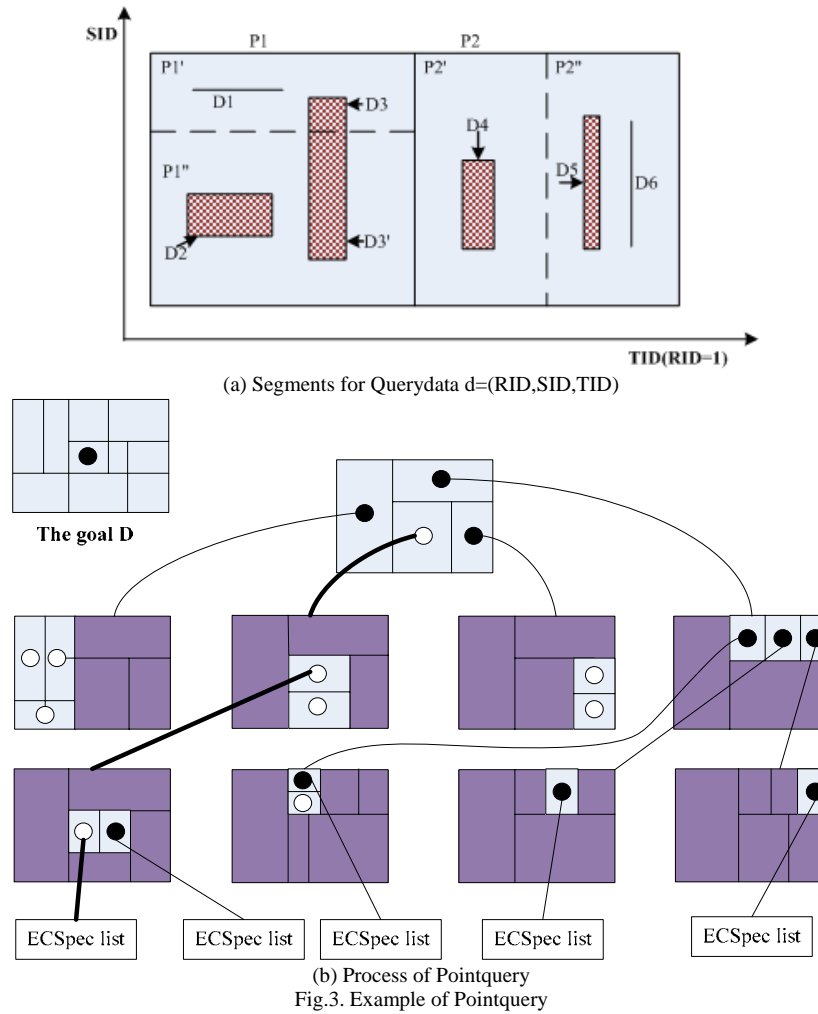 SID
P1 P2
P1' P2' P2"
D1 D3
D4
P1" D5 D6
D2 D3'
TID(RID=1)
(a) Segments for Querydata d=(RID,SID,TID)
The goal D
ECSpec list ECSpec list ECSpec list ECSpec list ECSpec list
(b) Process of Pointquery
Fig.3. Example of Pointquery